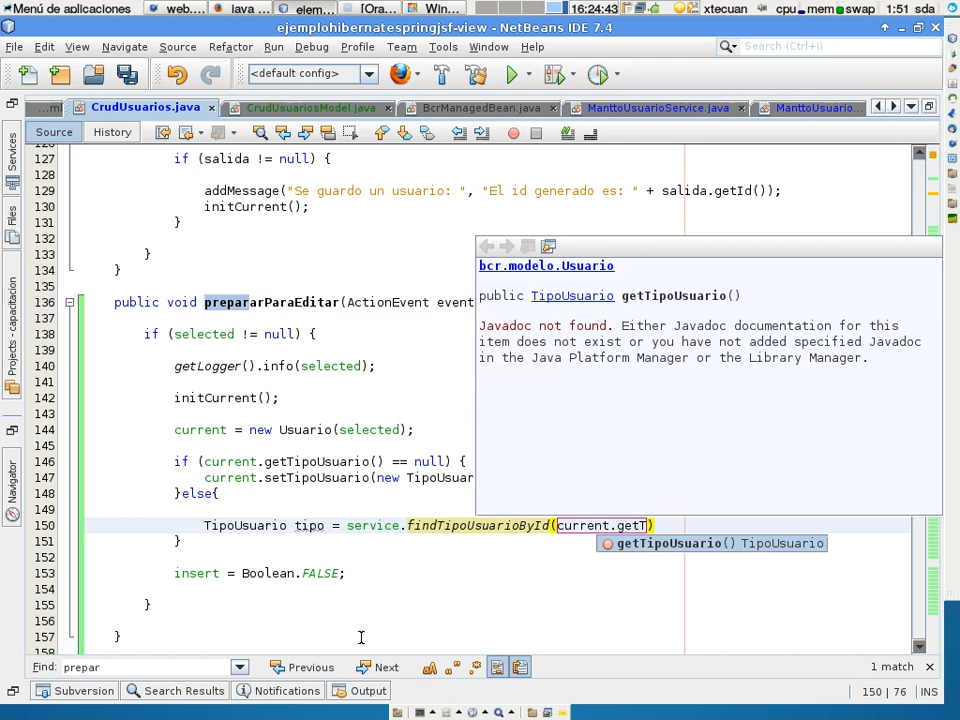 Menú de aplicaciones
web....
java ...
ejem...
[Ora...
Win...
16:24:43
xtecuan
cpu
mem
swap
1:51 sda
ejemplohibernatespringjsf-view - NetBeans IDE 7.4
File Edit View Navigate Source Refactor Run Debug Profile Team Tools Window Help
Search (Ctrl+I)
<default config>
...m
CrudUsuarios.java
CrudUsuariosModel.java
BcrManagedBean.java
ManttoUsuarioService.java
ManttoUsuario...
Source History
Services
Files
Projects - capacitacion
Navigator
127 if (salida != null) {
128
129 addMessage("Se guardo un usuario: ", "El id generado es: " + salida.getId());
130 initCurrent();
131 }
132
133 }
134 }
135
136 public void prepararParaEditar(ActionEvent event
137
138 if (selected != null) {
139
140 getLogger().info(selected);
141
142 initCurrent();
143
144 current = new Usuario(selected);
145
146 if (current.getTipoUsuario() == null) {
147 current.setTipoUsuario(new TipoUsuar
148 }else{
149
150 TipoUsuario tipo = service.findTipoUsuarioById(current.getT)
151 }
152
153 insert = Boolean.FALSE;
154
155 }
156
157 }
158
bcr.modelo.Usuario
public TipoUsuario getTipoUsuario()
Javadoc not found. Either Javadoc documentation for this
item does not exist or you have not added specified Javadoc
in the Java Platform Manager or the Library Manager.
getTipoUsuario() TipoUsuario
Find: prepar
Previous
Next
1 match
Subversion
Search Results
Notifications
Output
150 | 76
INS